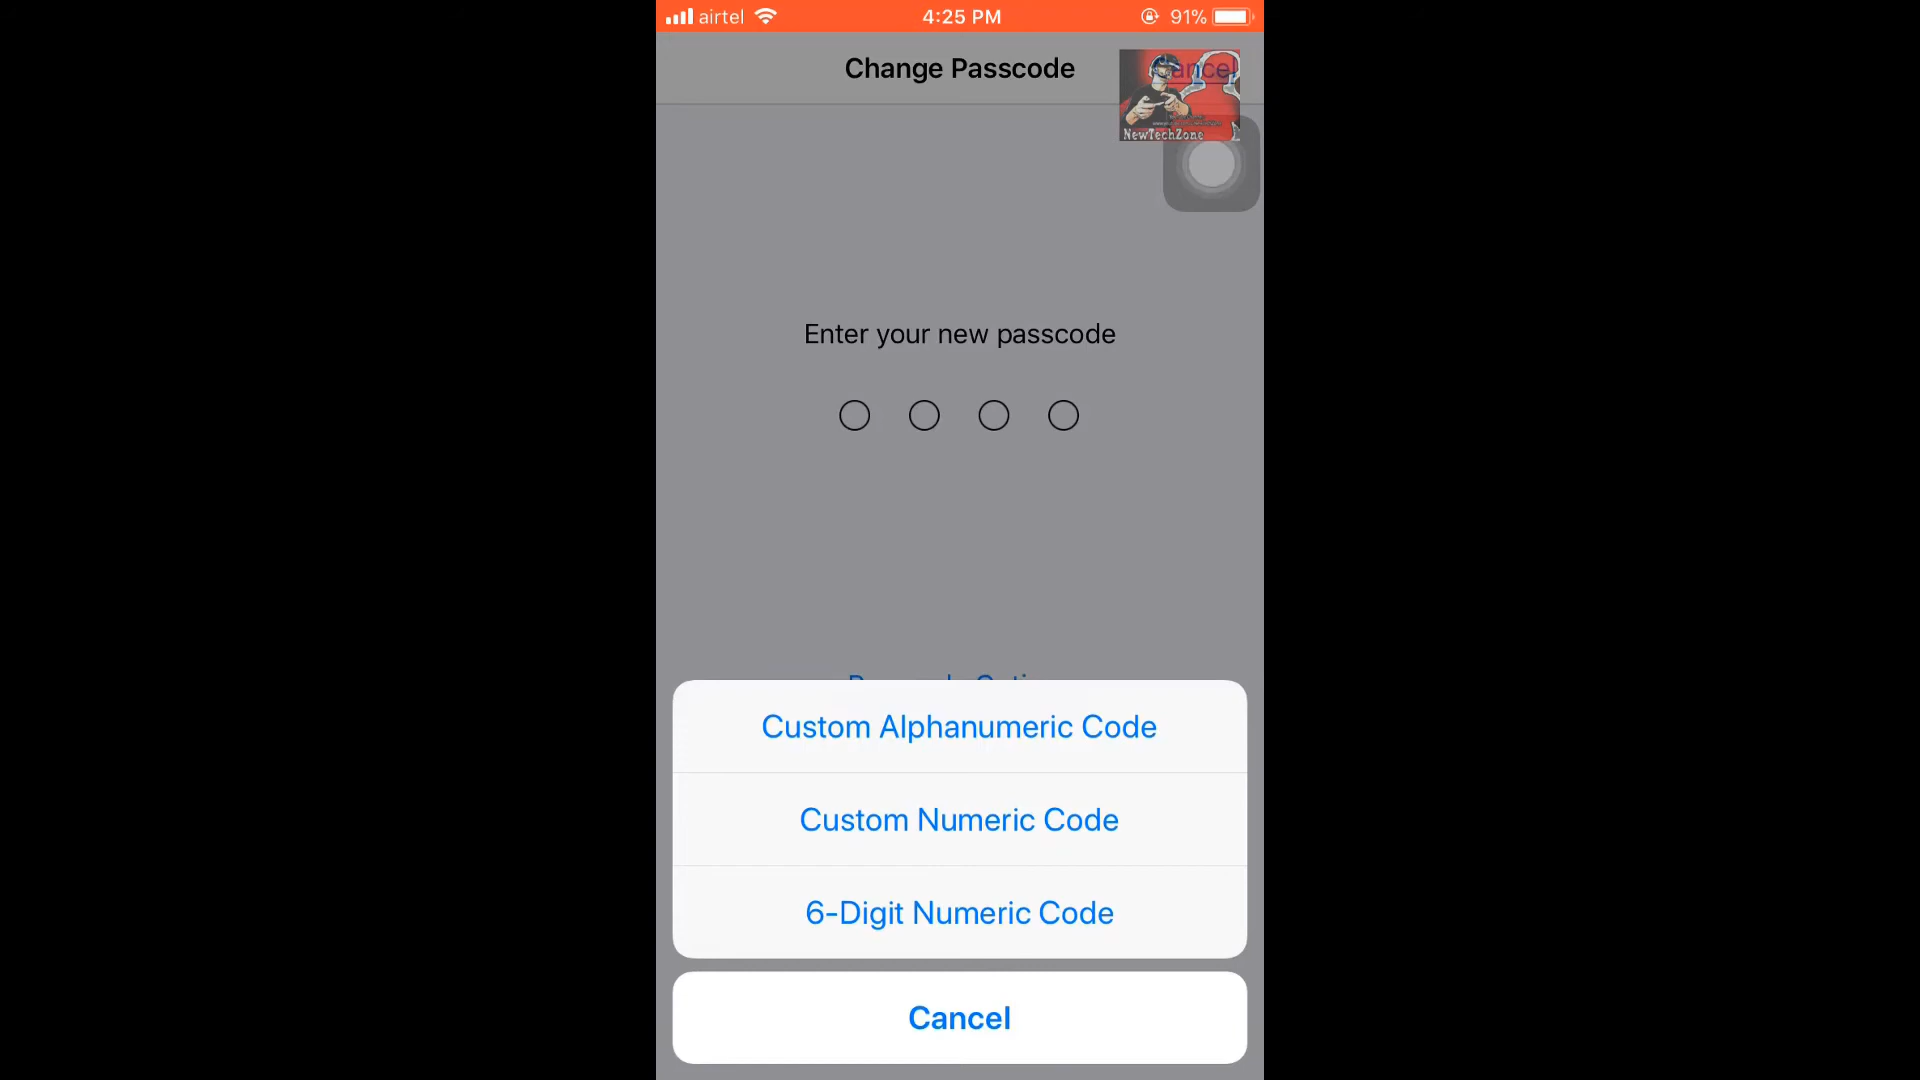 airtel 4:25 PM 91%
Change Passcode
ancel
NewTechZone
Enter your new passcode
Custom Alphanumeric Code
Custom Numeric Code
6-Digit Numeric Code
Cancel